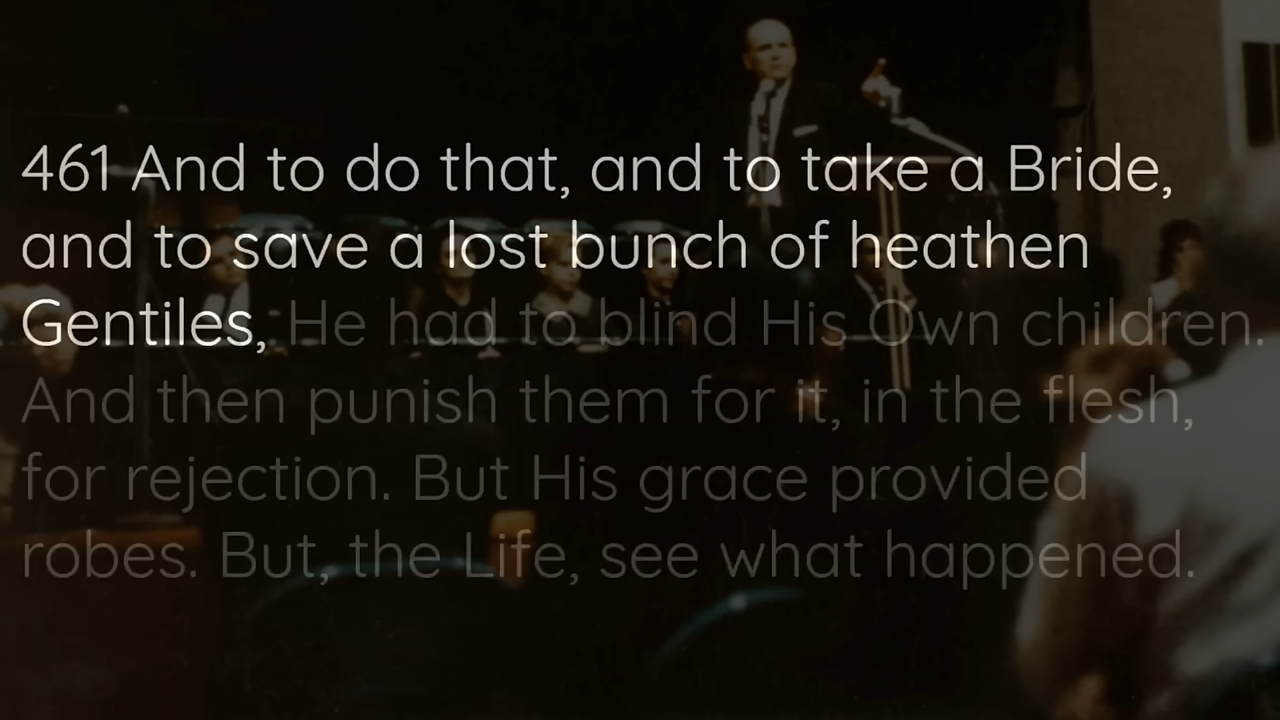 461 And to do that, and to take a Bride,
and to save a lost bunch of heathen
Gentiles, He had to blind His Own children.
And then punish them for it, in the flesh,
for rejection. But His grace provided
robes. But, the Life, see what happened.